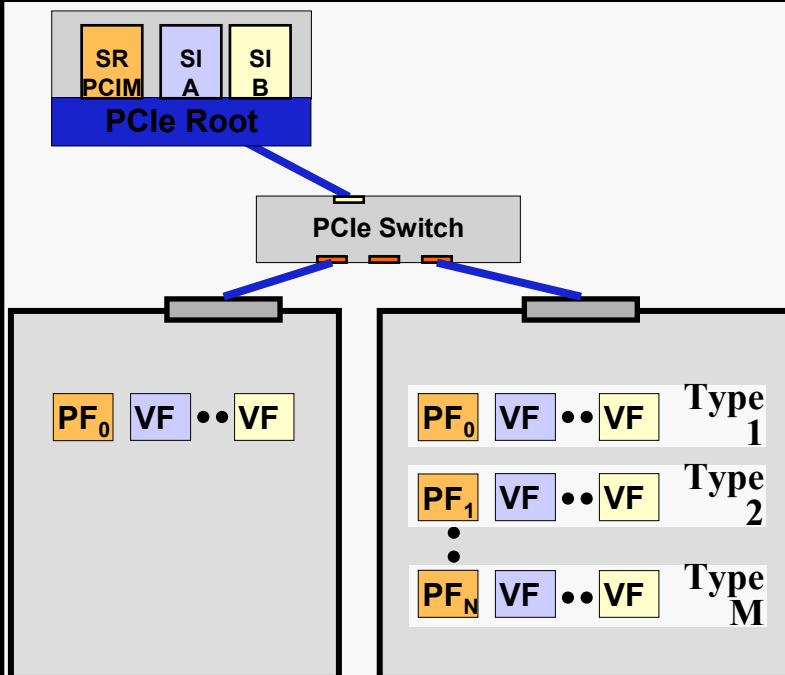 SR PCIM
SI A
SI B
PCIe Root
PCIe Switch
PF0 VF •• VF
PF0 VF •• VF Type 1
PF1 VF •• VF Type 2
PFN VF •• VF Type M